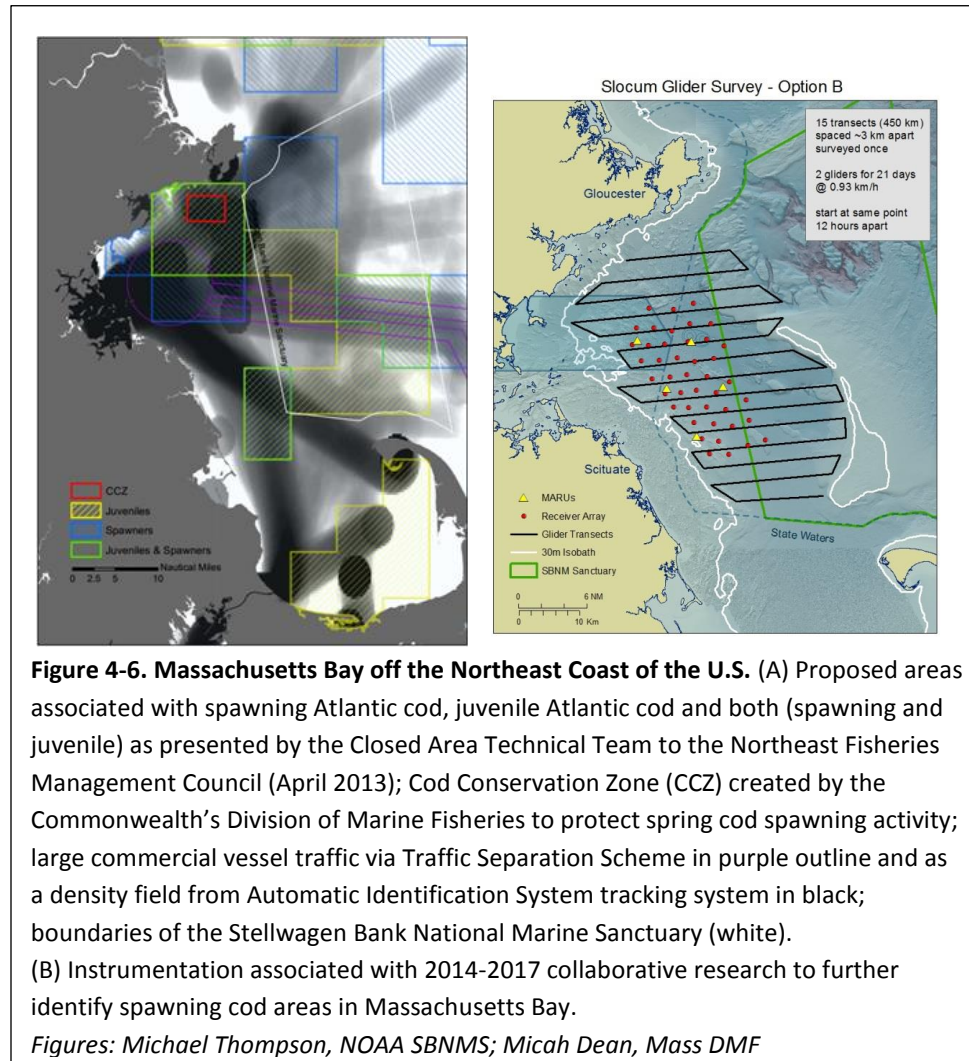 National Marine Sanctuary
CCZ
Juveniles
Spawners
Juveniles & Spawners
Nautical Miles
0 2.5 5 10
Slocum Glider Survey - Option B
15 transects (450 km)
spaced ~3 km apart
surveyed once
2 gliders for 21 days
@ 0.93 km/h
start at same point
12 hours apart
Gloucester
Scituate
MARUs
Receiver Array
Glider Transects
30m Isobath
SBNM Sanctuary
0 6 NM
0 10 Km
State Waters
Figure 4-6. Massachusetts Bay off the Northeast Coast of the U.S. (A) Proposed areas
associated with spawning Atlantic cod, juvenile Atlantic cod and both (spawning and
juvenile) as presented by the Closed Area Technical Team to the Northeast Fisheries
Management Council (April 2013); Cod Conservation Zone (CCZ) created by the
Commonwealth's Division of Marine Fisheries to protect spring cod spawning activity;
large commercial vessel traffic via Traffic Separation Scheme in purple outline and as
a density field from Automatic Identification System tracking system in black;
boundaries of the Stellwagen Bank National Marine Sanctuary (white).
(B) Instrumentation associated with 2014-2017 collaborative research to further
identify spawning cod areas in Massachusetts Bay.
Figures: Michael Thompson, NOAA SBNMS; Micah Dean, Mass DMF